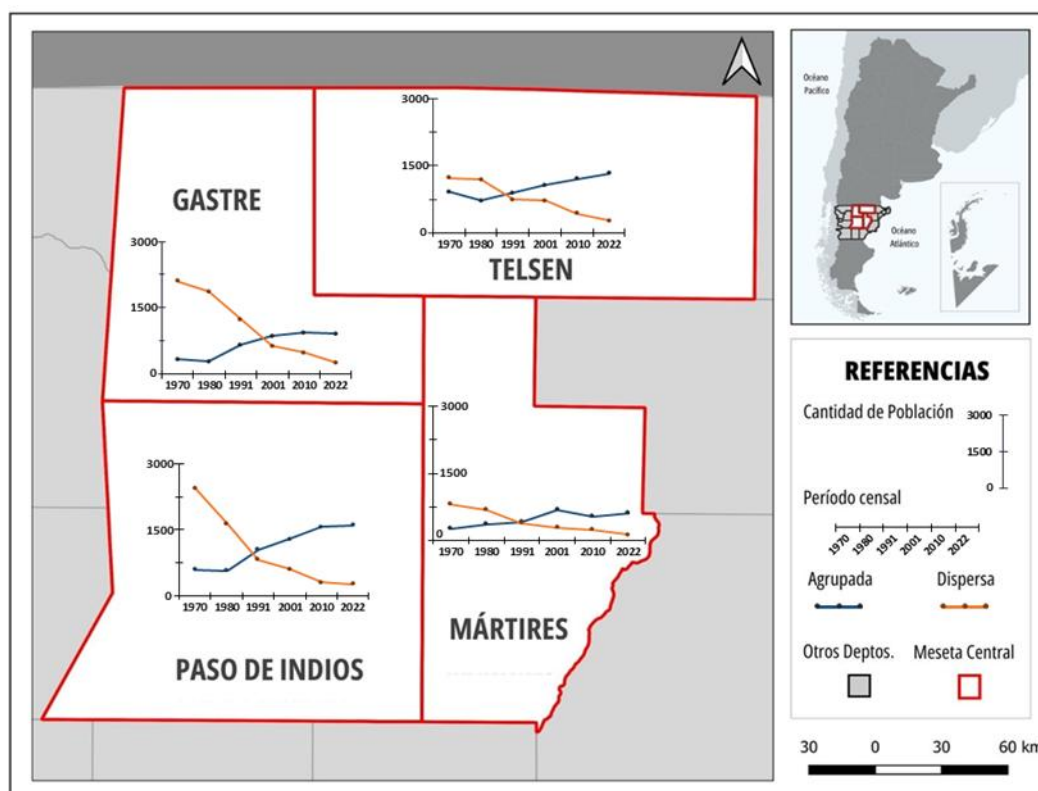 3000
1500
0
1970 1980 1991 2001 2010 2022
TELSEN
GASTRE
3000
1500
0
1970 1980 1991 2001 2010 2022
3000
1500
0
1970 1980 1991 2001 2010 2022
MÁRTIRES
3000
1500
0
1970 1980 1991 2001 2010 2022
PASO DE INDIOS
Océano
Pacífico
Océano
Atlántico
REFERENCIAS
Cantidad de Población
3000
1500
0
Período censal
1970 1980 1991 2001 2010 2022
Agrupada Dispersa
Otros Deptos. Meseta Central
30 0 30 60 km